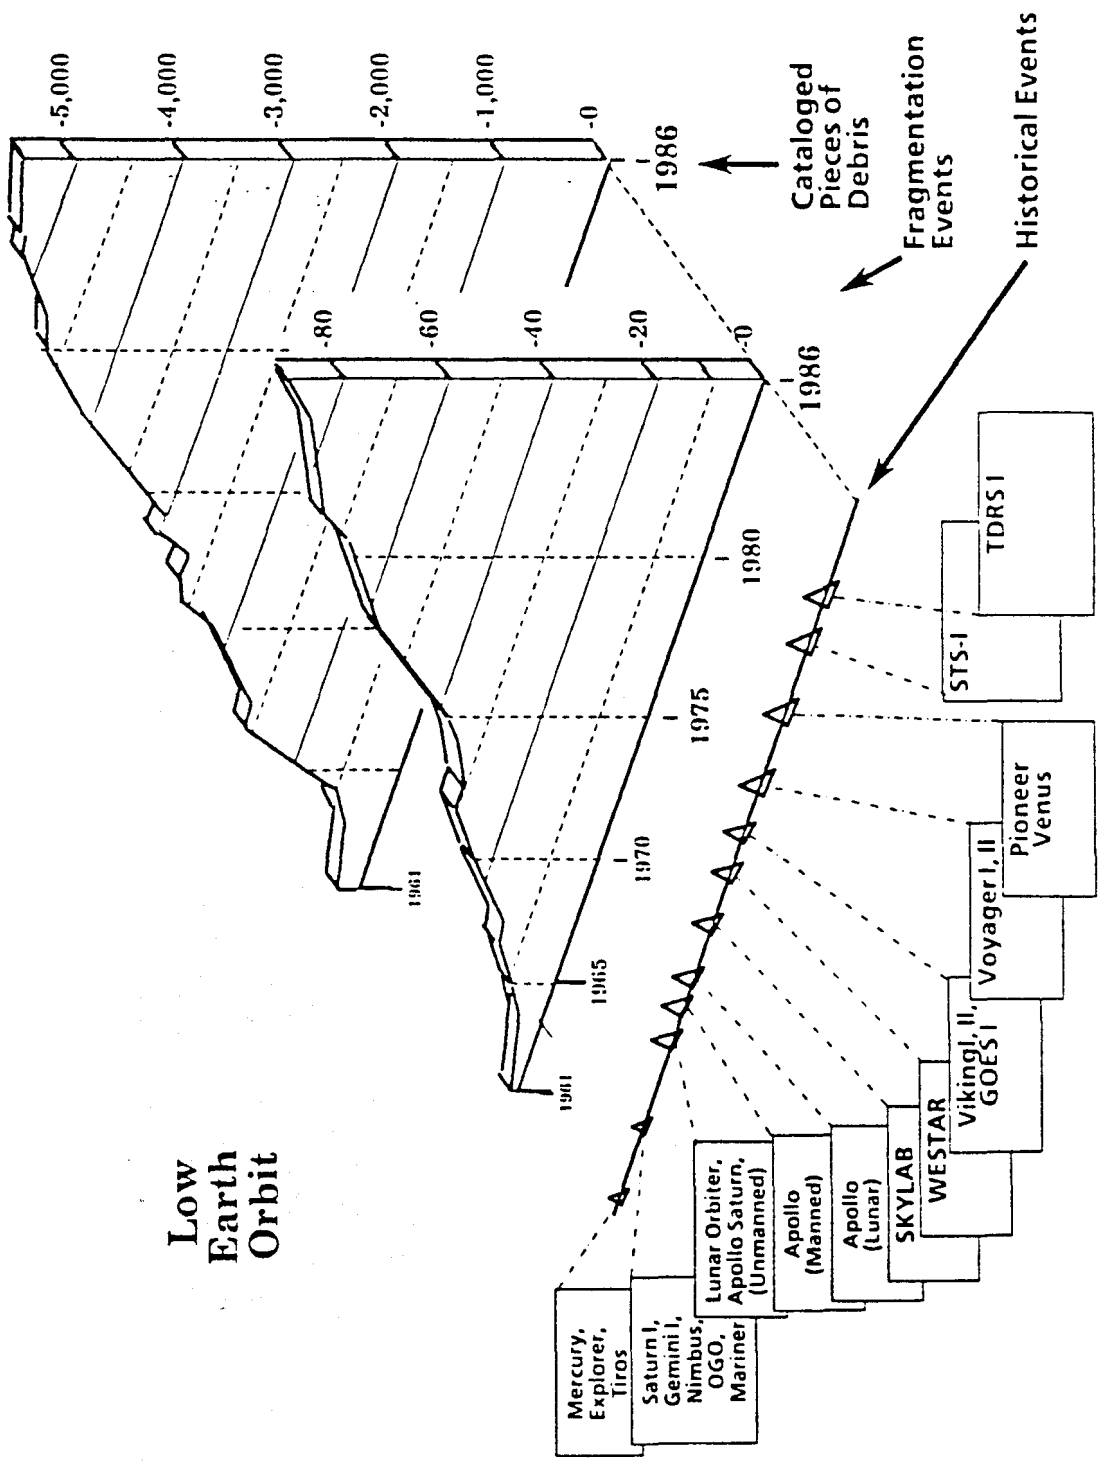 Low
Earth
Orbit
-5,000
-4,000
-3,000
-2,000
-1,000
-0
1986
1961
Cataloged
Pieces of
Debris
-80
-60
-40
-20
-0
1986
1980
1975
1970
1965
1961
Fragmentation
Events
Historical Events
Mercury,
Explorer,
Tiros
Saturn I,
Gemini I,
Nimbus,
OGO,
Mariner
Lunar Orbiter,
Apollo Saturn,
(Unmanned)
Apollo
(Manned)
Apollo
(Lunar)
SKYLAB
WESTAR
VikingI, II,
GOES I
Voyager I, II
Pioneer
Venus
STS-I
TDRS I